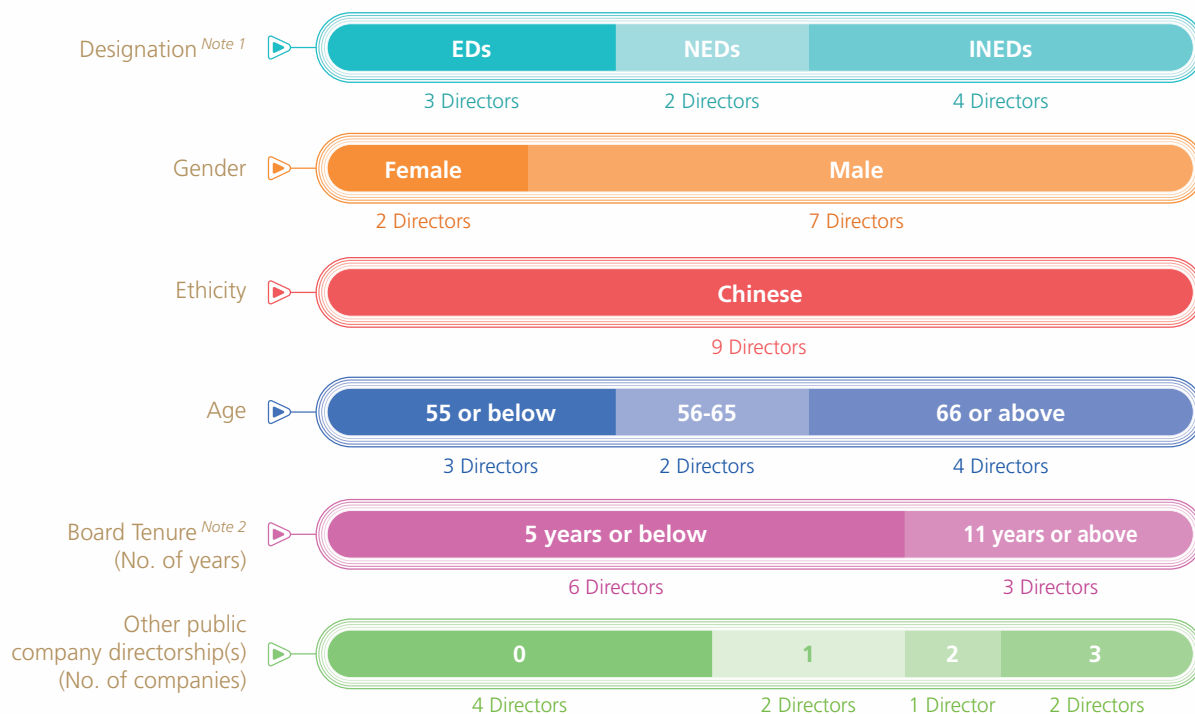 Designation Note 1
EDs NEDs INEDs
3 Directors 2 Directors 4 Directors
Gender
Female Male
2 Directors 7 Directors
Ethicity
Chinese
9 Directors
Age
55 or below 56-65 66 or above
3 Directors 2 Directors 4 Directors
Board Tenure Note 2
(No. of years)
5 years or below 11 years or above
6 Directors 3 Directors
Other public
company directorship(s)
(No. of companies)
0 1 2 3
4 Directors 2 Directors 1 Director 2 Directors